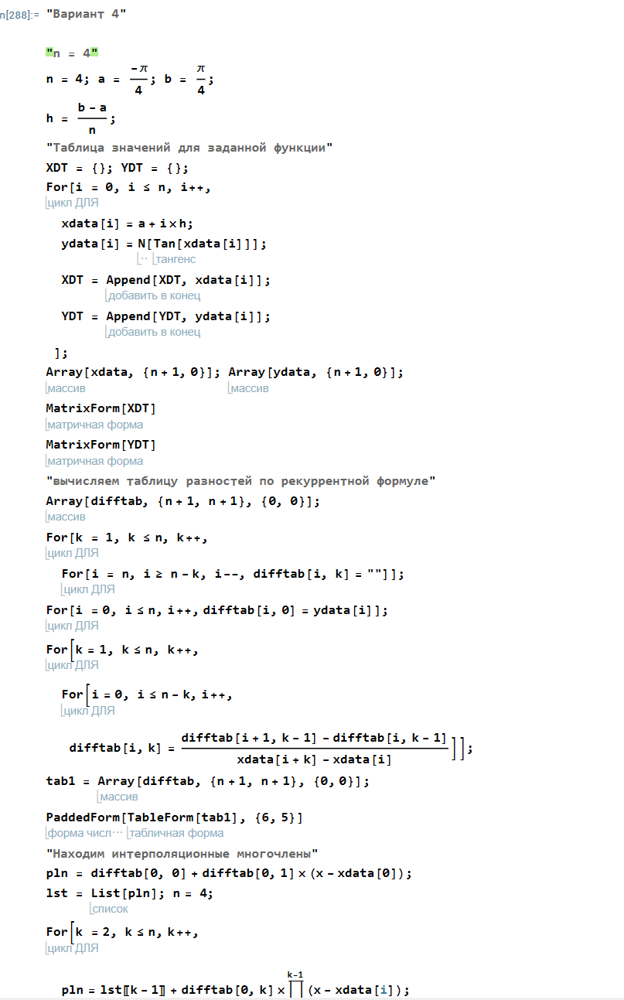 n[288]:= "Вариант 4"
"n = 4"
n = 4; a = -π/4; b = π/4;
h = (b - a)/n;
"Таблица значений для заданной функции"
XDT = {}; YDT = {};
For[i = 0, i ≤ n, i++,
цикл ДЛЯ
xdata[i] = a + i × h;
ydata[i] = N[Tan[xdata[i]]];
·· тангенс
XDT = Append[XDT, xdata[i]];
добавить в конец
YDT = Append[YDT, ydata[i]];
добавить в конец
];
Array[xdata, {n + 1, 0}]; Array[ydata, {n + 1, 0}];
массив массив
MatrixForm[XDT]
матричная форма
MatrixForm[YDT]
матричная форма
"вычисляем таблицу разностей по рекуррентной формуле"
Array[difftab, {n + 1, n + 1}, {0, 0}];
массив
For[k = 1, k ≤ n, k++,
цикл ДЛЯ
For[i = n, i ≥ n - k, i--, difftab[i, k] = ""]];
цикл ДЛЯ
For[i = 0, i ≤ n, i++, difftab[i, 0] = ydata[i]];
цикл ДЛЯ
For[k = 1, k ≤ n, k++,
цикл ДЛЯ
For[i = 0, i ≤ n - k, i++,
цикл ДЛЯ
difftab[i, k] = (difftab[i + 1, k - 1] - difftab[i, k - 1])/(xdata[i + k] - xdata[i])]];
tab1 = Array[difftab, {n + 1, n + 1}, {0, 0}];
массив
PaddedForm[TableForm[tab1], {6, 5}]
форма числ··· табличная форма
"Находим интерполяционные многочлены"
pln = difftab[0, 0] + difftab[0, 1] × (x - xdata[0]);
lst = List[pln]; n = 4;
список
For[k = 2, k ≤ n, k++,
цикл ДЛЯ
k-1
pln = lst[[k - 1]] + difftab[0, k] × ∏ (x - xdata[i]);